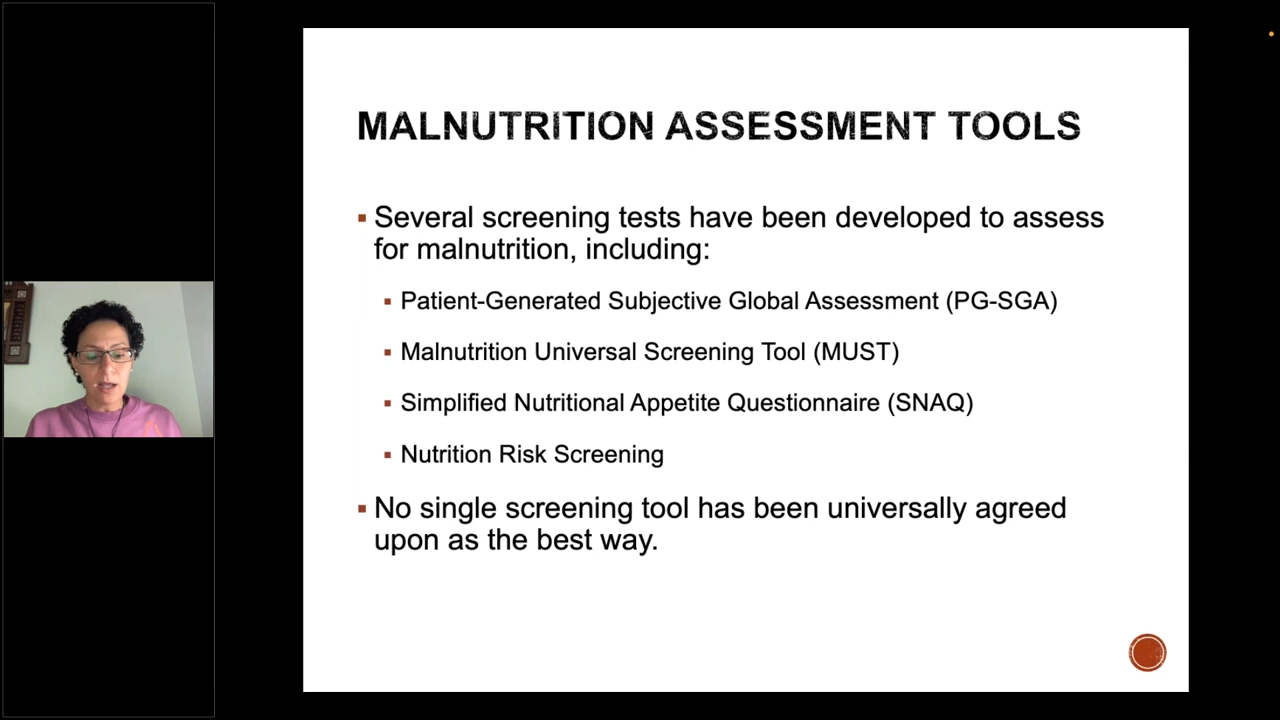 MALNUTRITION ASSESSMENT TOOLS
Several screening tests have been developed to assess
for malnutrition, including:
Patient-Generated Subjective Global Assessment (PG-SGA)
Malnutrition Universal Screening Tool (MUST)
Simplified Nutritional Appetite Questionnaire (SNAQ)
Nutrition Risk Screening
No single screening tool has been universally agreed
upon as the best way.